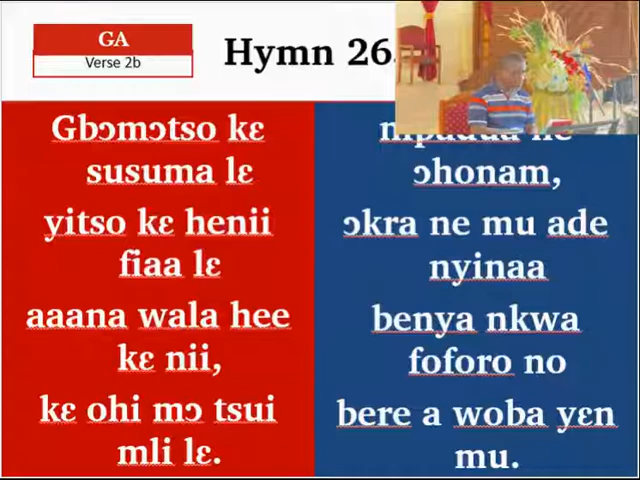 GA
Verse 2b
Hymn 26
Gbɔmɔtso kɛ
susuma lɛ
yitso kɛ henii
fiaa lɛ
aaana wala hee
kɛ nii,
kɛ ohi mɔ tsui
mli lɛ.
ɔhonam,
ɔkra ne mu ade
nyinaa
benya nkwa
foforo no
bere a woba yɛn
mu.